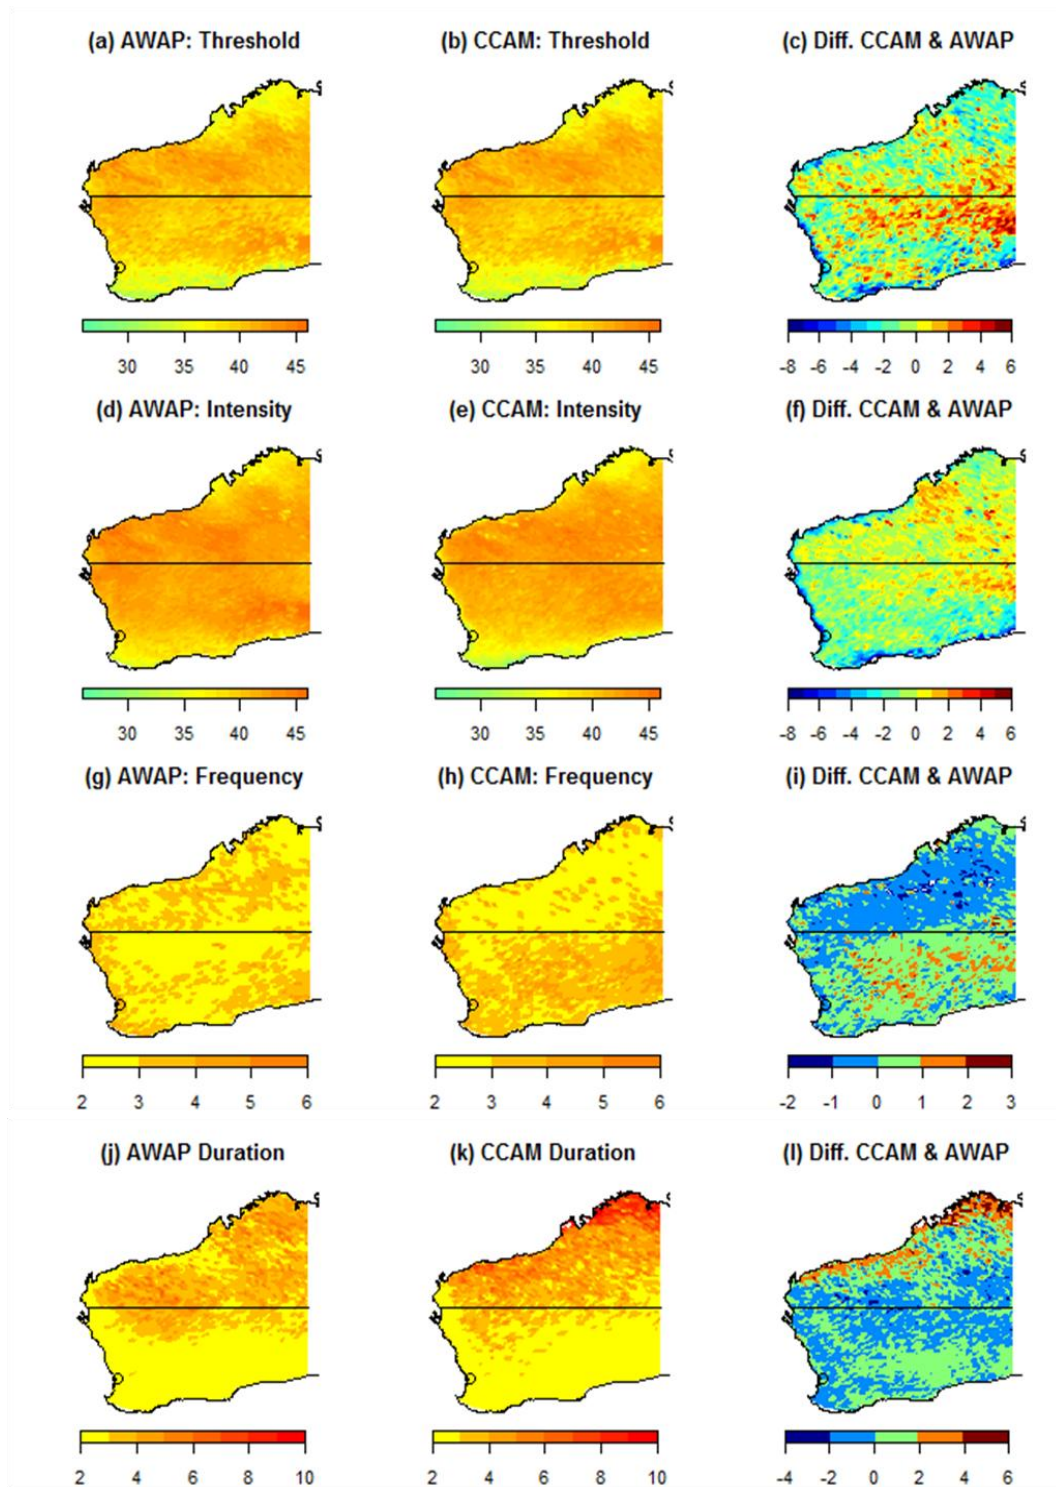 (a) AWAP: Threshold (b) CCAM: Threshold (c) Diff. CCAM & AWAP
30 35 40 45 30 35 40 45 -8 -6 -4 -2 0 2 4 6
(d) AWAP: Intensity (e) CCAM: Intensity (f) Diff. CCAM & AWAP
30 35 40 45 30 35 40 45 -8 -6 -4 -2 0 2 4 6
(g) AWAP: Frequency (h) CCAM: Frequency (i) Diff. CCAM & AWAP
2 3 4 5 6 2 3 4 5 6 -2 -1 0 1 2 3
(j) AWAP Duration (k) CCAM Duration (l) Diff. CCAM & AWAP
2 4 6 8 10 2 4 6 8 10 -4 -2 0 2 4 6